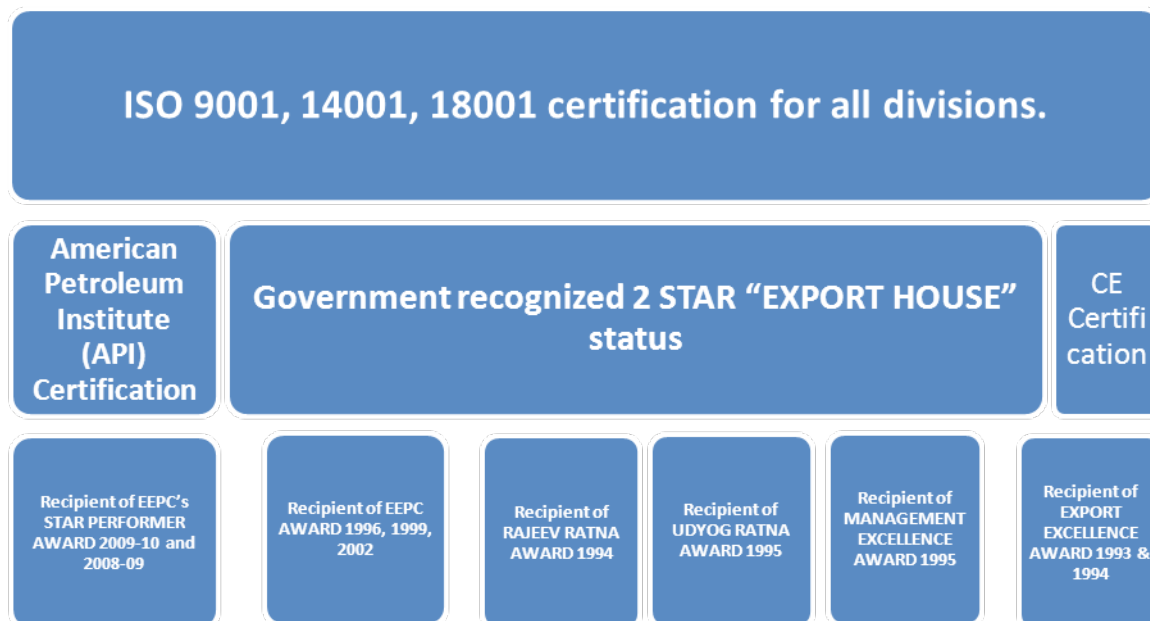 ISO 9001, 14001, 18001 certification for all divisions.
American
Petroleum
Institute
(API)
Certification
Government recognized 2 STAR “EXPORT HOUSE”
status
CE
Certifi
cation
Recipient of EEPC’s
STAR PERFORMER
AWARD 2009-10 and
2008-09
Recipient of EEPC
AWARD 1996, 1999,
2002
Recipient of
RAJEEV RATNA
AWARD 1994
Recipient of
UDYOG RATNA
AWARD 1995
Recipient of
MANAGEMENT
EXCELLENCE
AWARD 1995
Recipient of
EXPORT
EXCELLENCE
AWARD 1993 &
1994